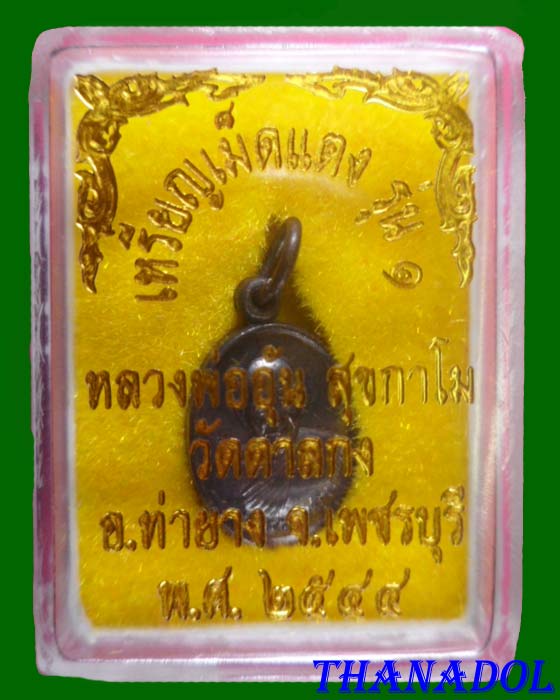 เหรียญเม็ดแตง รุ่น ๑
หลวงพ่ออุ้น สุขกาโม
วัดตาลกง
อ.ท่ายาง จ.เพชรบุรี
พ.ศ. ๒๕๔๔
THANADOL